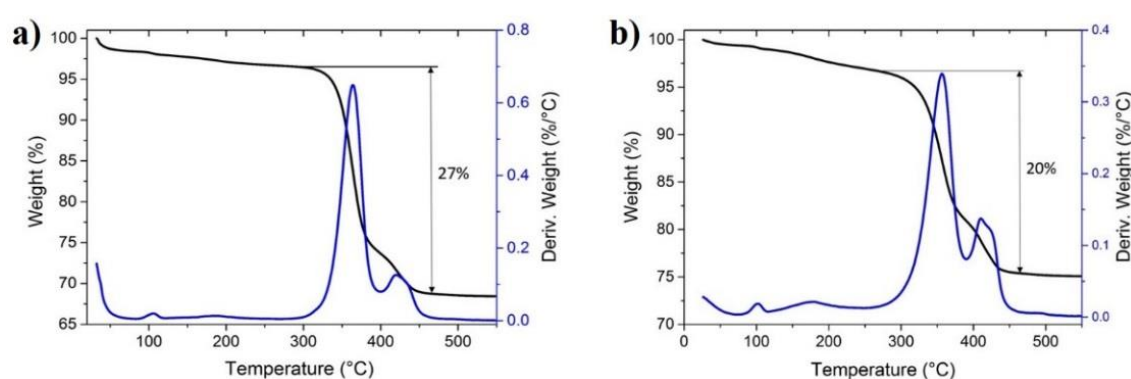 a)
100
95
90
85
80
75
70
65
Weight (%)
0.8
0.6
0.4
0.2
0.0
Deriv. Weight (%/°C)
27%
100 200 300 400 500
Temperature (°C)
b)
100
95
90
85
80
75
70
Weight (%)
0.4
0.3
0.2
0.1
0.0
Deriv. Weight (%/°C)
20%
0 100 200 300 400 500
Temperature (°C)